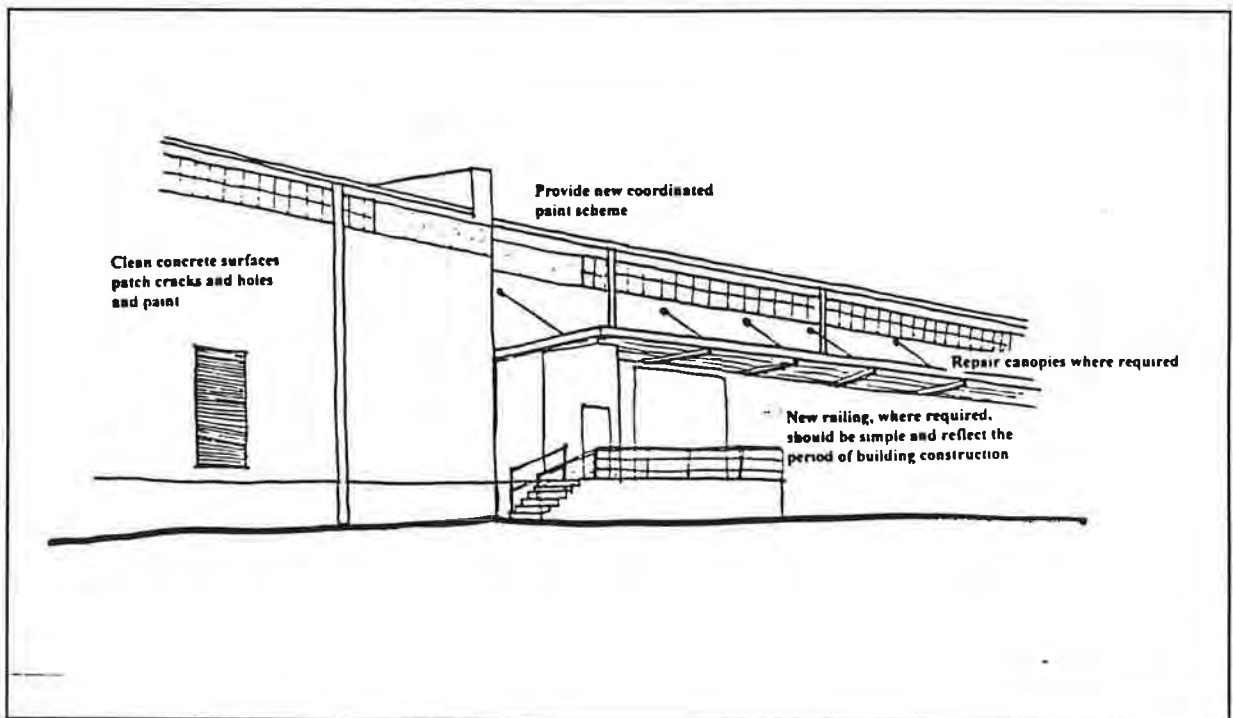 Provide new coordinated
paint scheme
Clean concrete surfaces
patch cracks and holes
and paint
Repair canopies where required
New railing, where required,
should be simple and reflect the
period of building construction